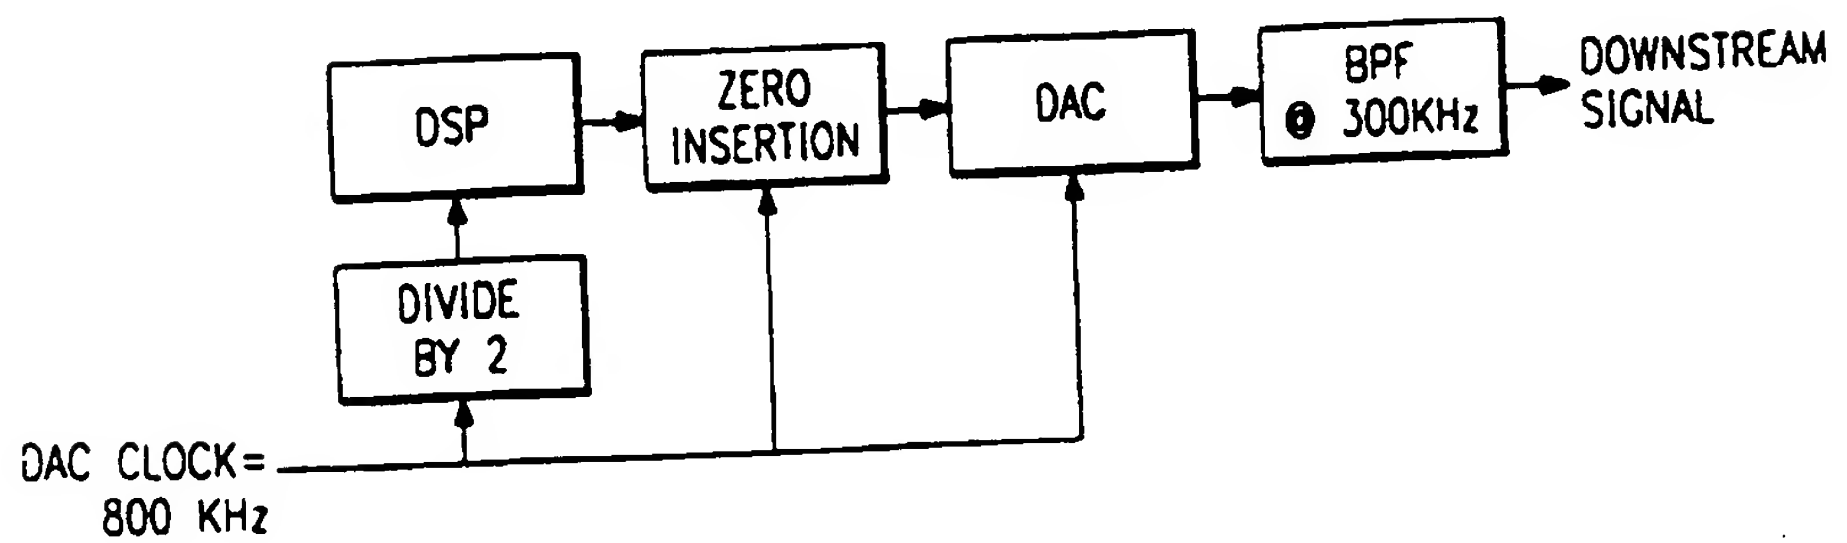 DSP
ZERO
INSERTION
DAC
BPF
@ 300KHz
DOWNSTREAM
SIGNAL
DIVIDE
BY 2
DAC CLOCK=
800 KHz